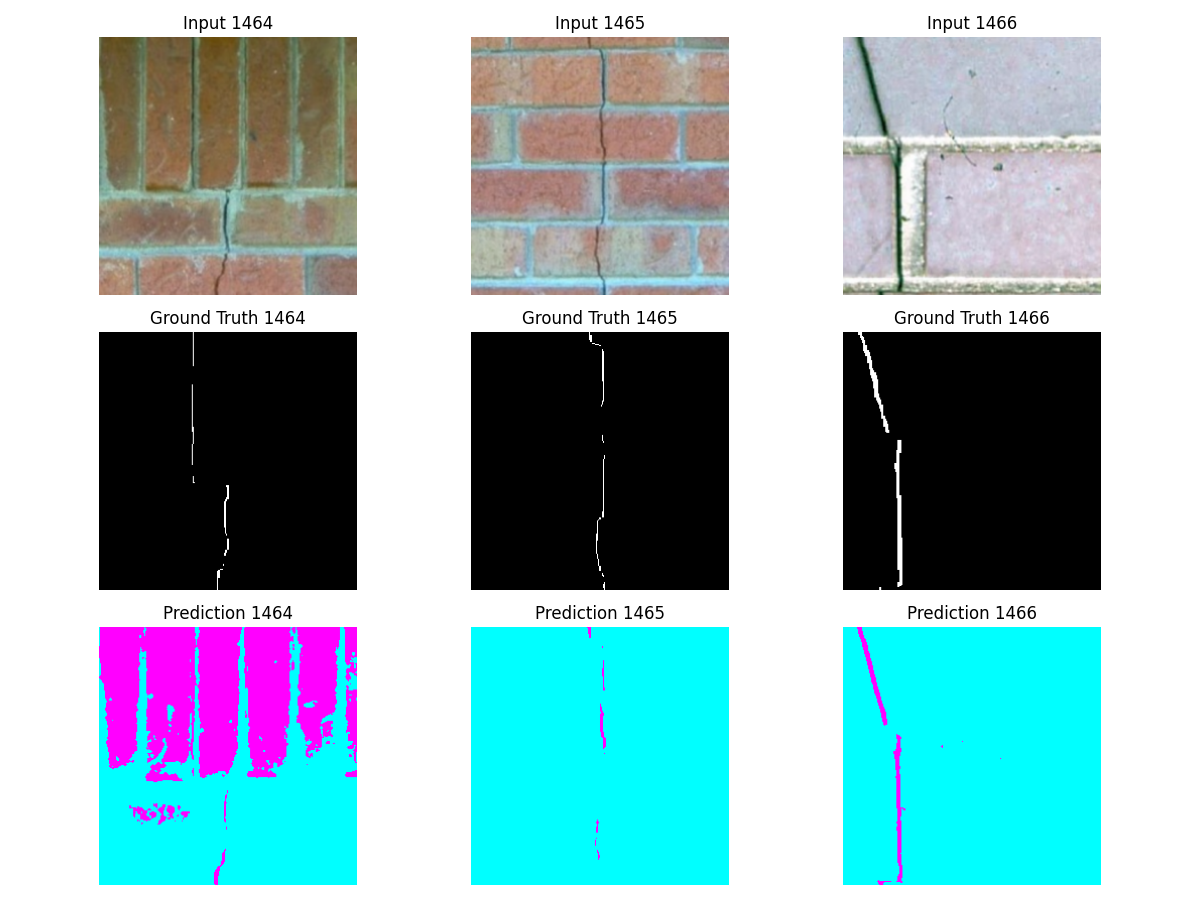 Input 1464
Input 1465
Input 1466
Ground Truth 1464
Ground Truth 1465
Ground Truth 1466
Prediction 1464
Prediction 1465
Prediction 1466